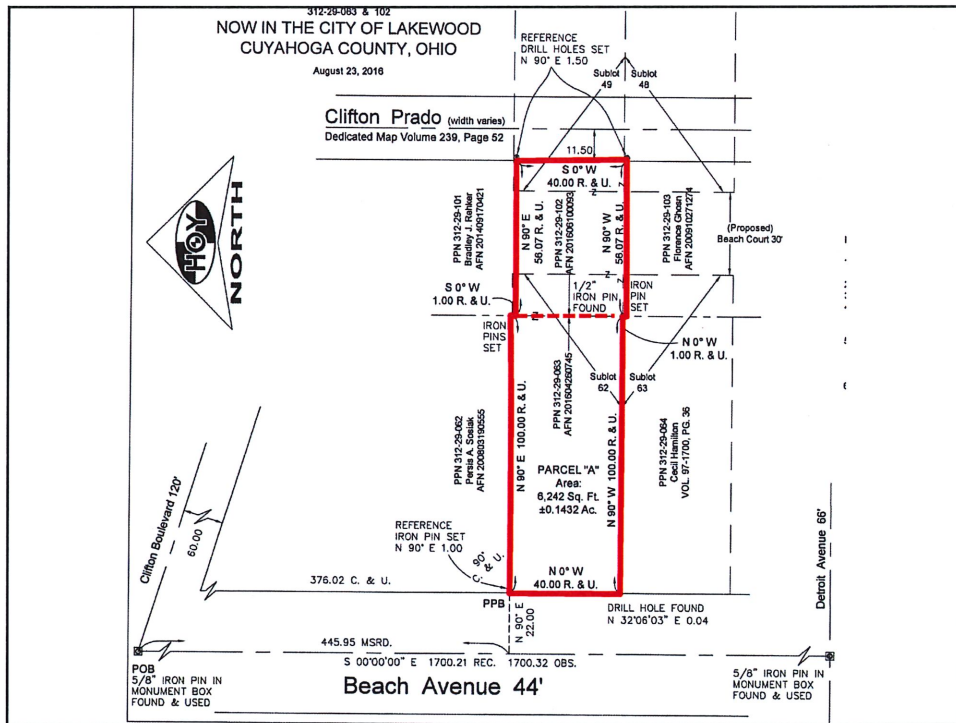 312-29-063 & 102
NOW IN THE CITY OF LAKEWOOD
CUYAHOGA COUNTY, OHIO
August 23, 2016
REFERENCE
DRILL HOLES SET
N 90° E 1.50
Sublot
49
Sublot
48
Clifton Prado (width varies)
Dedicated Map Volume 239, Page 52
11.50
S 0° W
40.00 R. & U.
HOY
NORTH
PPN 312-29-101
Bradley J. Rehker
AFN 201409170421
N 90° E
56.07 R. & U.
PPN 312-29-102
AFN 201606100093
N 90° W
56.07 R. & U.
PPN 312-29-103
Florence Ghosn
AFN 200910271274
(Proposed)
Beach Court 30'
S 0° W
1.00 R. & U.
1/2"
IRON PIN
FOUND
IRON
PIN
SET
IRON
PINS
SET
N 0° W
1.00 R. & U.
Sublot
62
Sublot
63
PPN 312-29-063
AFN 201604260745
PPN 312-29-062
Persis A. Sosiak
AFN 200803190555
N 90° E 100.00 R. & U.
N 90° W 100.00 R. & U.
PPN 312-29-064
Cecil Hamilton
VOL. 97-1700, PG. 36
PARCEL "A"
Area:
6,242 Sq. Ft.
±0.1432 Ac.
Clifton Boulevard 120'
60.00
REFERENCE
IRON PIN SET
N 90° E 1.00
90°
C. & U.
376.02 C. & U.
N 0° W
40.00 R. & U.
PPB
DRILL HOLE FOUND
N 32°06'03" E 0.04
Detroit Avenue 66'
N 90° E
22.00
445.95 MSRD.
S 00°00'00" E 1700.21 REC. 1700.32 OBS.
POB
5/8" IRON PIN IN
MONUMENT BOX
FOUND & USED
Beach Avenue 44'
5/8" IRON PIN IN
MONUMENT BOX
FOUND & USED